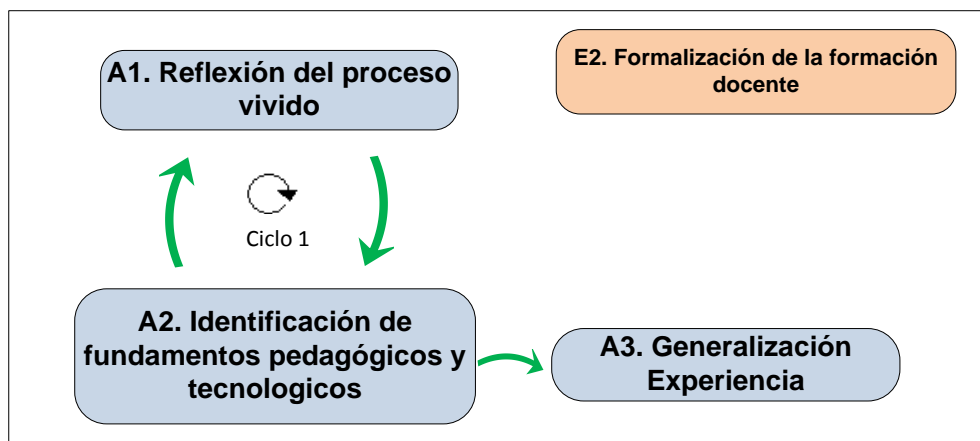 A1. Reflexión del proceso
vivido
E2. Formalización de la formación
docente
Ciclo 1
A2. Identificación de
fundamentos pedagógicos y
tecnologicos
A3. Generalización
Experiencia